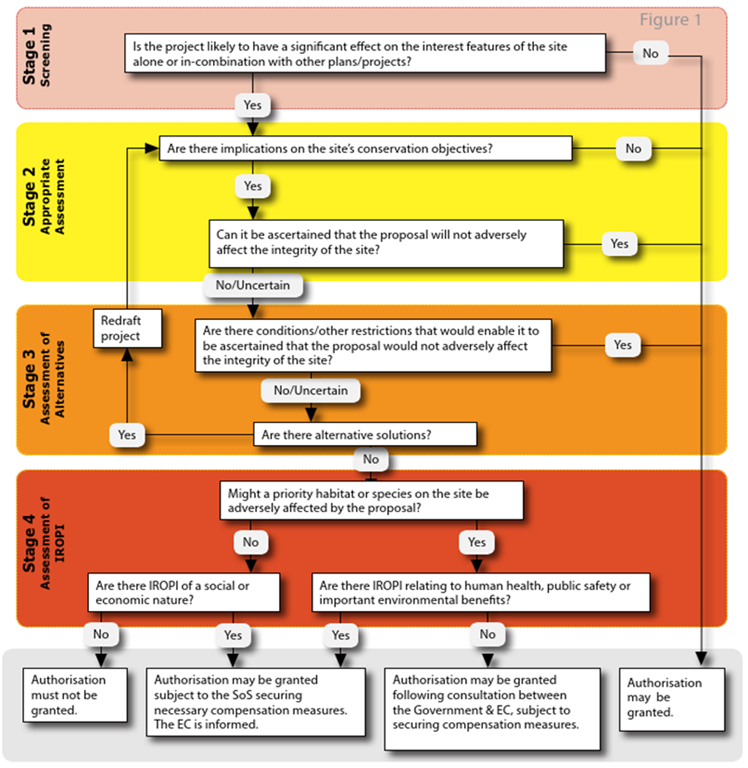 Figure 1
Stage 1
Screening
Is the project likely to have a significant effect on the interest features of the site
alone or in-combination with other plans/projects?
No
Yes
Stage 2
Appropriate
Assessment
Are there implications on the site's conservation objectives?
No
Yes
Can it be ascertained that the proposal will not adversely
affect the integrity of the site?
Yes
No/Uncertain
Stage 3
Assessment of
Alternatives
Redraft
project
Are there conditions/other restrictions that would enable it to
be ascertained that the proposal would not adversely affect
the integrity of the site?
Yes
No/Uncertain
Yes
Are there alternative solutions?
No
Stage 4
Assessment of
IROPI
Might a priority habitat or species on the site be
adversely affected by the proposal?
No
Yes
Are there IROPI of a social or
economic nature?
Are there IROPI relating to human health, public safety or
important environmental benefits?
No
Yes
Yes
No
Authorisation
must not be
granted.
Authorisation may be granted
subject to the SoS securing
necessary compensation measures.
The EC is informed.
Authorisation may be granted
following consultation between
the Government & EC, subject to
securing compensation measures.
Authorisation
may be
granted.